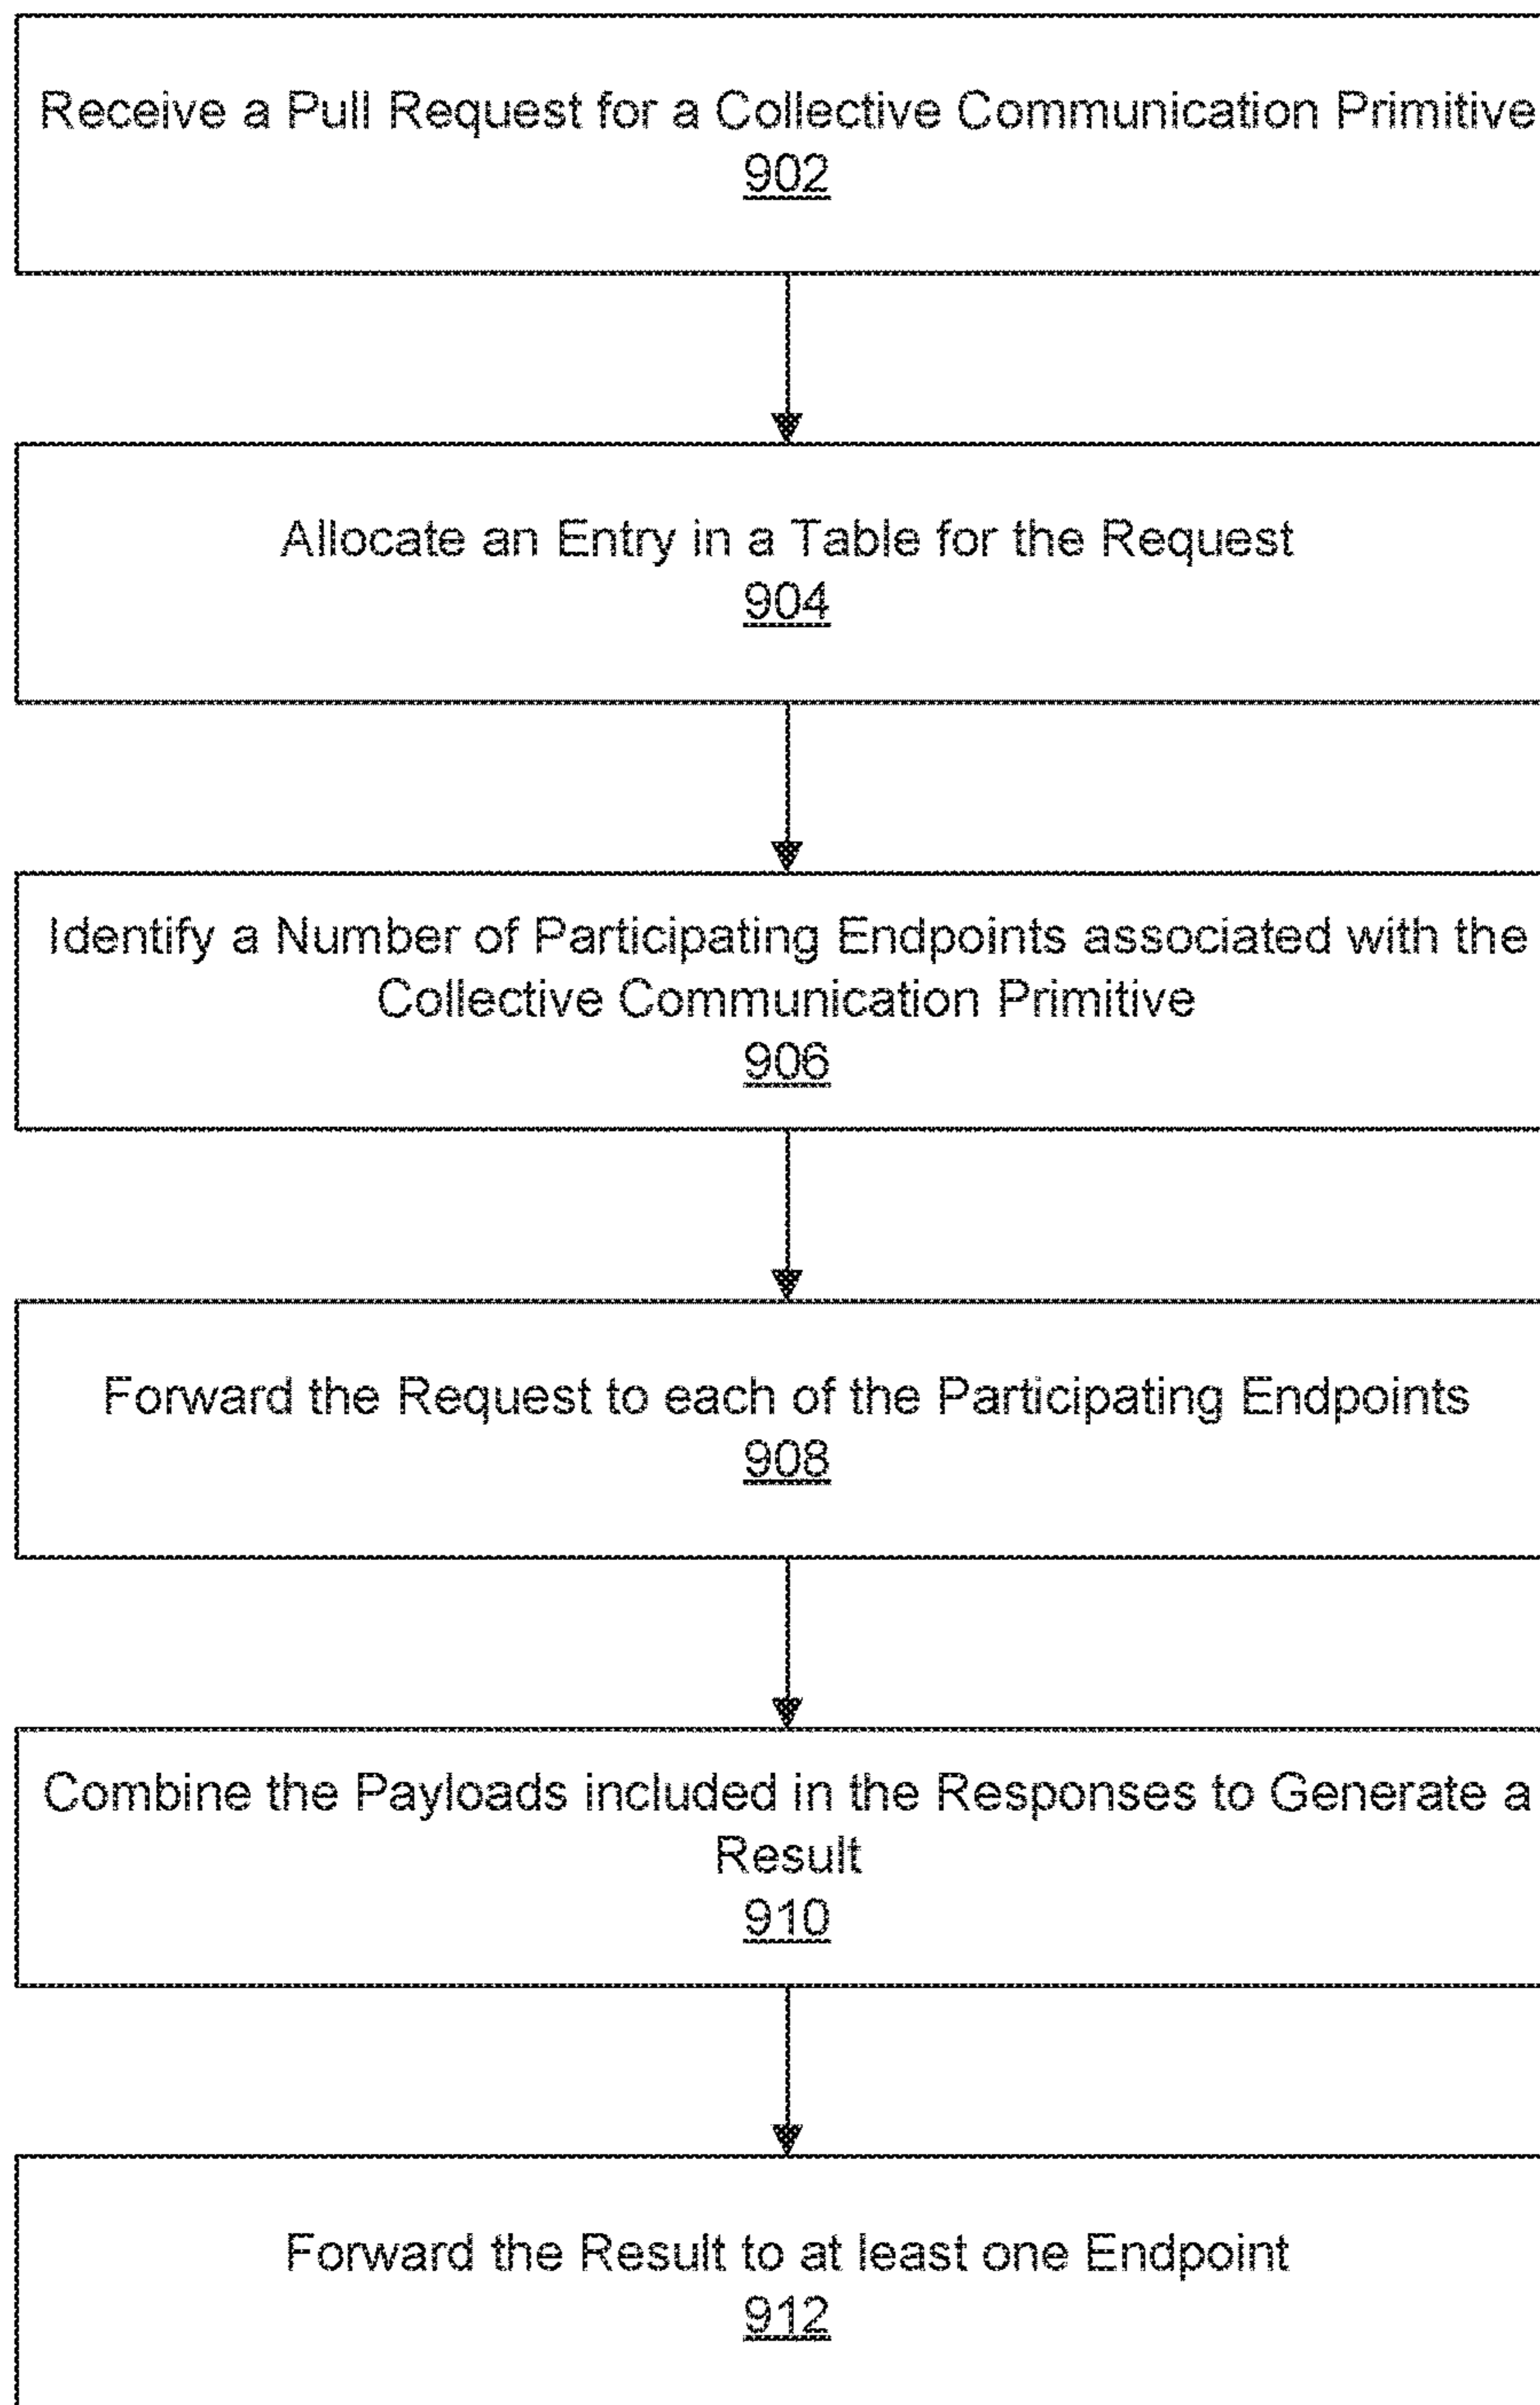 Receive a Pull Request for a Collective Communication Primitive
902
Allocate an Entry in a Table for the Request
904
Identify a Number of Participating Endpoints associated with the
Collective Communication Primitive
906
Forward the Request to each of the Participating Endpoints
908
Combine the Payloads included in the Responses to Generate a
Result
910
Forward the Result to at least one Endpoint
912